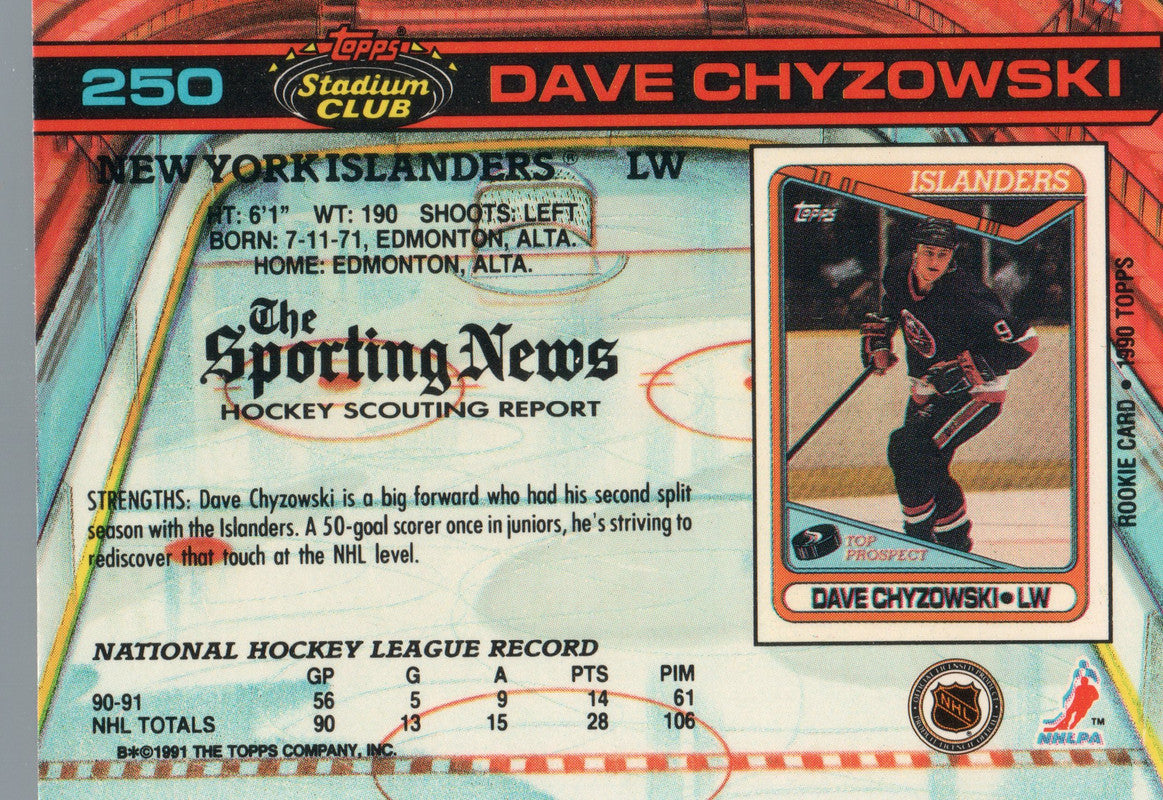 250
Topps
Stadium
CLUB
DAVE CHYZOWSKI
NEW YORK ISLANDERS® LW
HT: 6'1" WT: 190 SHOOTS: LEFT
BORN: 7-11-71, EDMONTON, ALTA.
HOME: EDMONTON, ALTA.
The
Sporting News
HOCKEY SCOUTING REPORT
STRENGTHS: Dave Chyzowski is a big forward who had his second split
season with the Islanders. A 50-goal scorer once in juniors, he's striving to
rediscover that touch at the NHL level.
NATIONAL HOCKEY LEAGUE RECORD
GP G A PTS PIM
90-91 56 5 9 14 61
NHL TOTALS 90 13 15 28 106
B*©1991 THE TOPPS COMPANY, INC.
ISLANDERS
Topps
9
TOP
PROSPECT
DAVE CHYZOWSKI•LW
ROOKIE CARD • 1990 TOPPS
NHL
NHLPA
TM